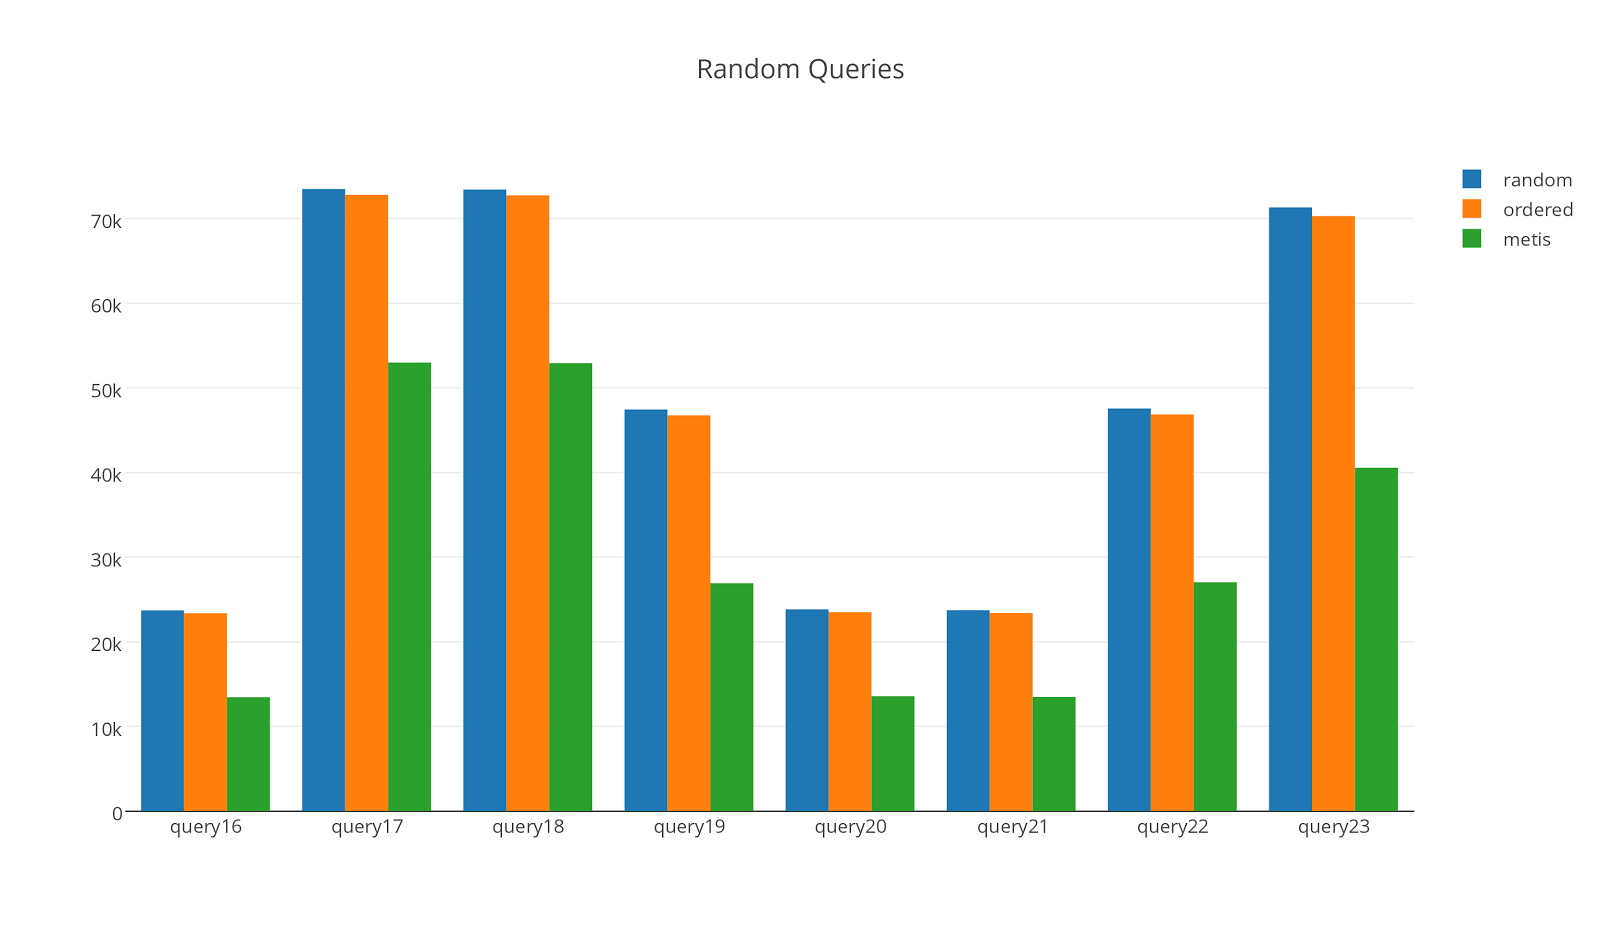 Random Queries
random
ordered
metis
70k
60k
50k
40k
30k
20k
10k
0
query16 query17 query18 query19 query20 query21 query22 query23